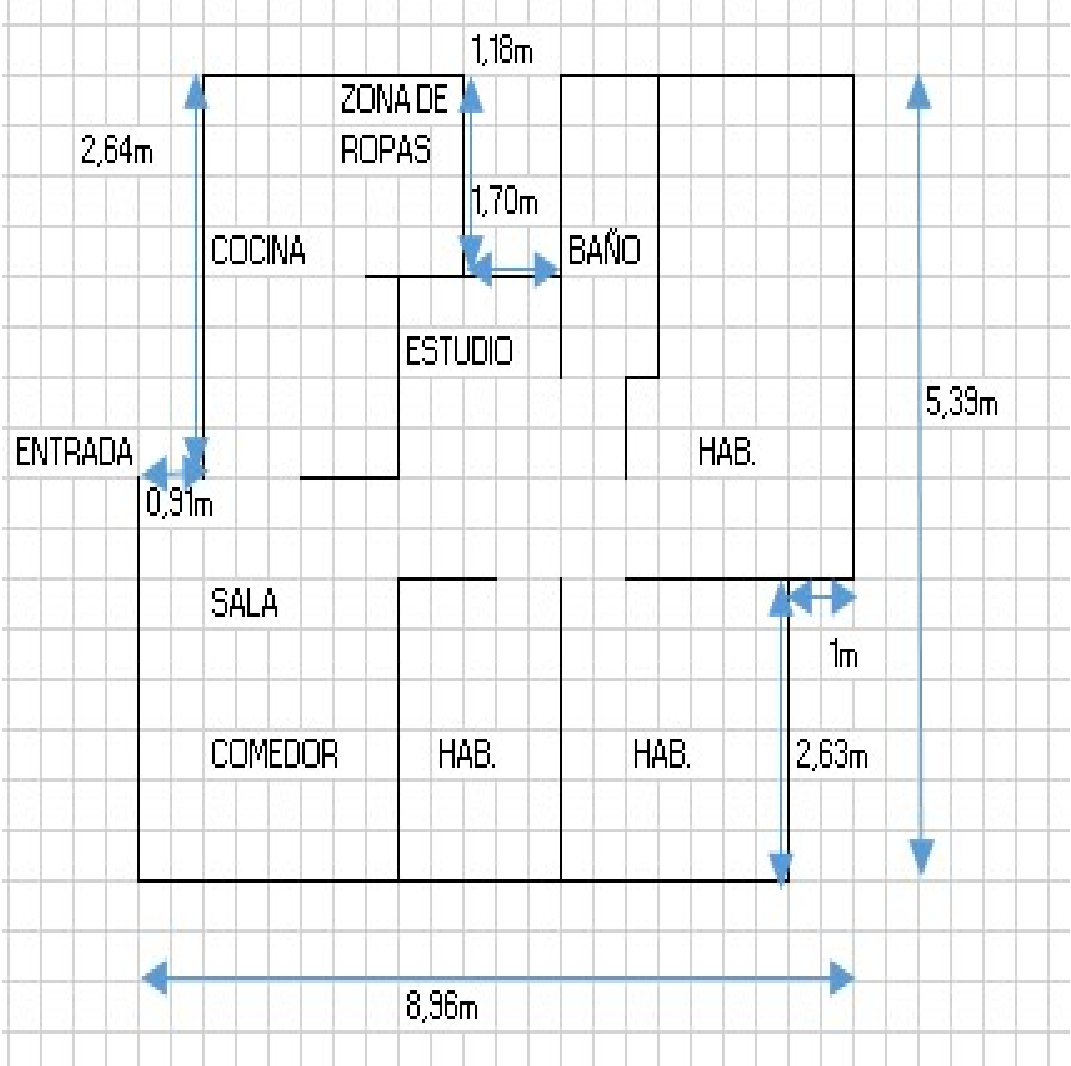 1,18m
ZONA DE
ROPAS
2,64m
1,70m
COCINA
BAÑO
ESTUDIO
5,39m
ENTRADA
HAB.
0,91m
SALA
1m
COMEDOR
HAB.
HAB.
2,63m
8,96m